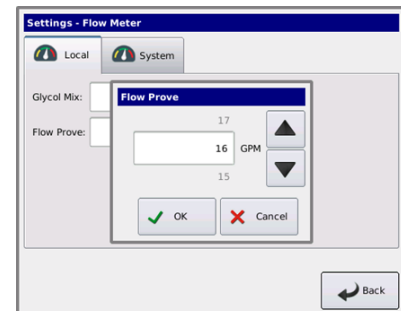 Settings - Flow Meter
Local System
Glycol Mix:
Flow Prove
Flow Prove:
17
16 GPM
15
OK Cancel
Back